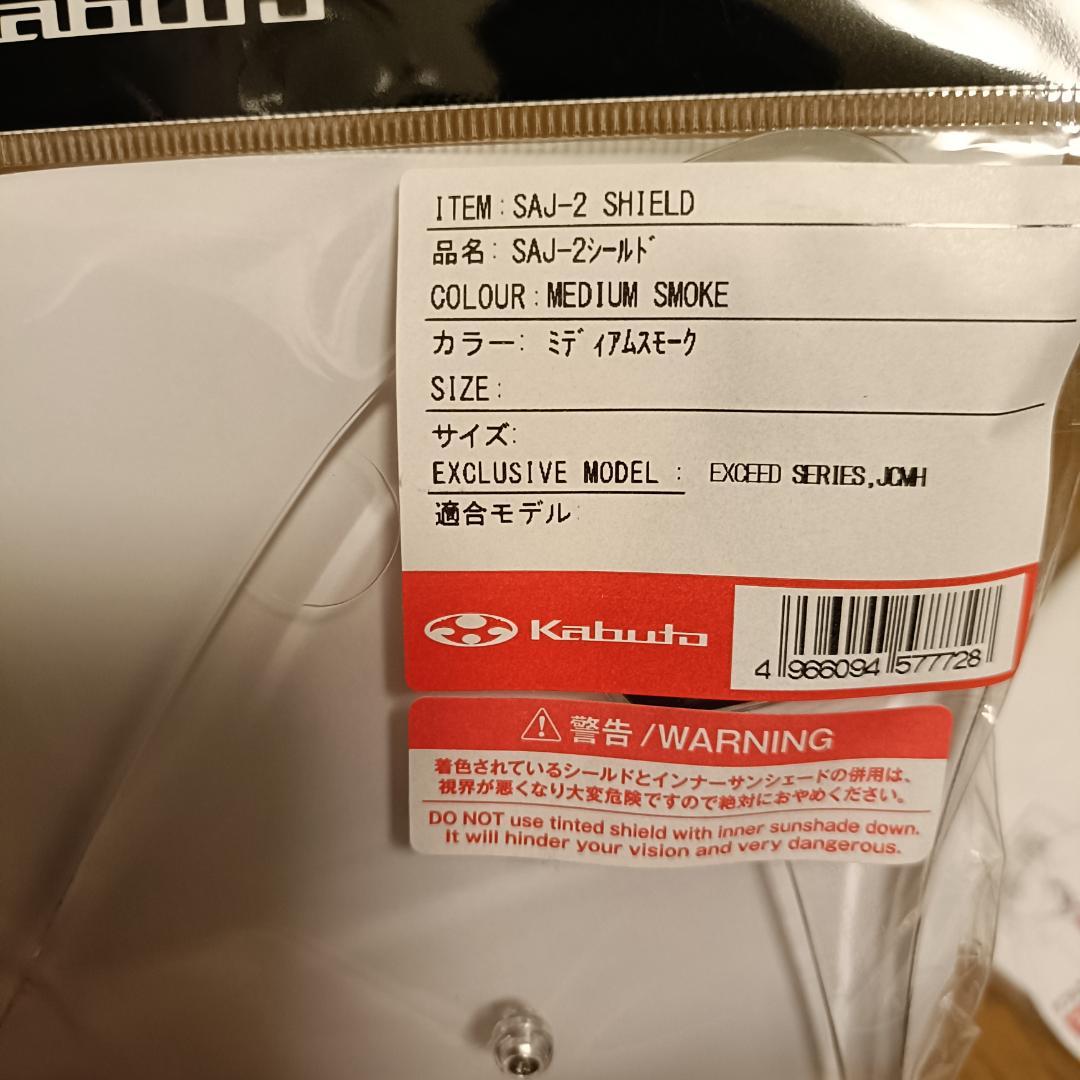 Kabuto
ITEM:SAJ-2 SHIELD
品名: SAJ-2ｼｰﾙﾄﾞ
COLOUR:MEDIUM SMOKE
カラー: ﾐﾃﾞｨｱﾑｽﾓｰｸ
SIZE:
サイズ:
EXCLUSIVE MODEL : EXCEED SERIES,JCMH
適合モデル:
Kabuto
4 966094 577728
⚠警告/WARNING
着色されているシールドとインナーサンシェードの併用は、
視界が悪くなり大変危険ですので絶対におやめください。
DO NOT use tinted shield with inner sunshade down.
It will hinder your vision and very dangerous.